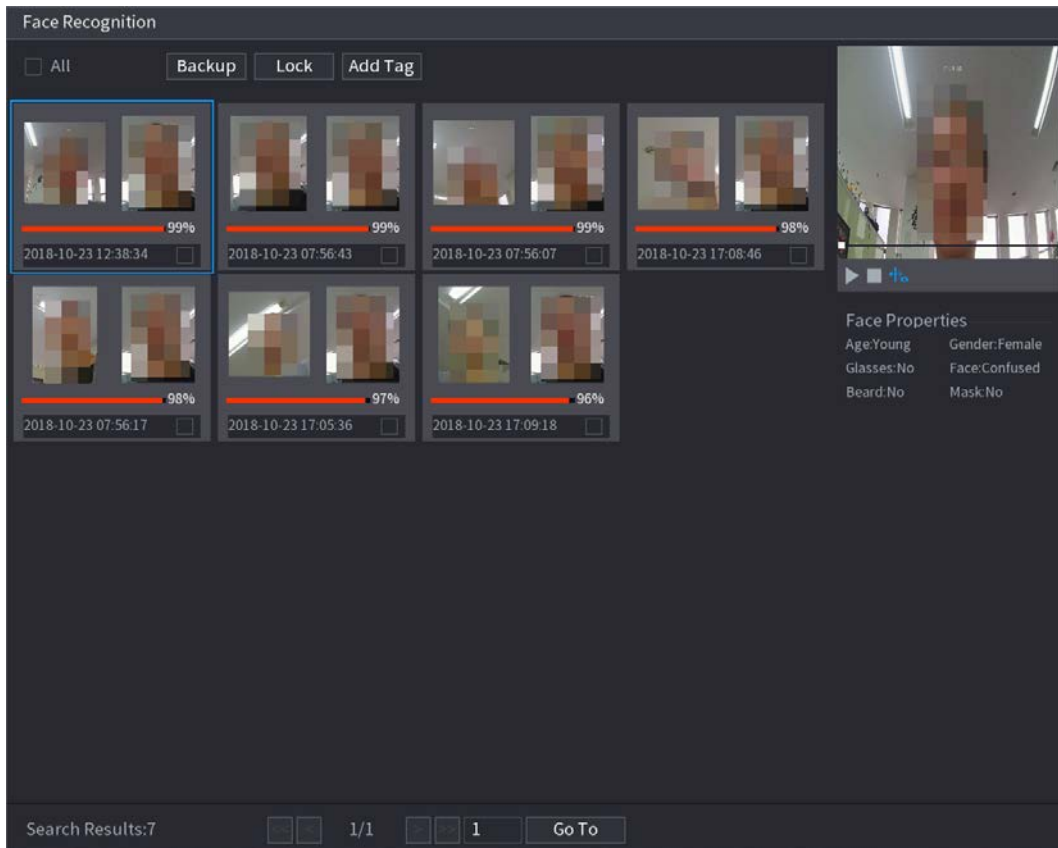 Face Recognition
All Backup Lock Add Tag
99% 99% 99% 98%
2018-10-23 12:38:34 2018-10-23 07:56:43 2018-10-23 07:56:07 2018-10-23 17:08:46
98% 97% 96%
2018-10-23 07:56:17 2018-10-23 17:05:36 2018-10-23 17:09:18
Face Properties
Age:Young Gender:Female
Glasses:No Face:Confused
Beard:No Mask:No
Search Results:7 << < 1/1 > >> 1 Go To